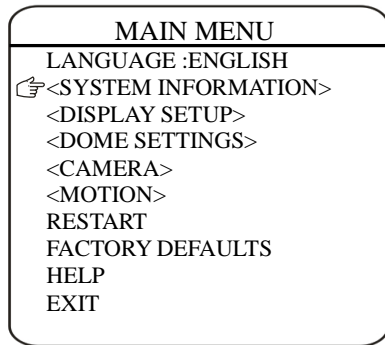 MAIN MENU
LANGUAGE :ENGLISH
<SYSTEM INFORMATION>
<DISPLAY SETUP>
<DOME SETTINGS>
<CAMERA>
<MOTION>
RESTART
FACTORY DEFAULTS
HELP
EXIT